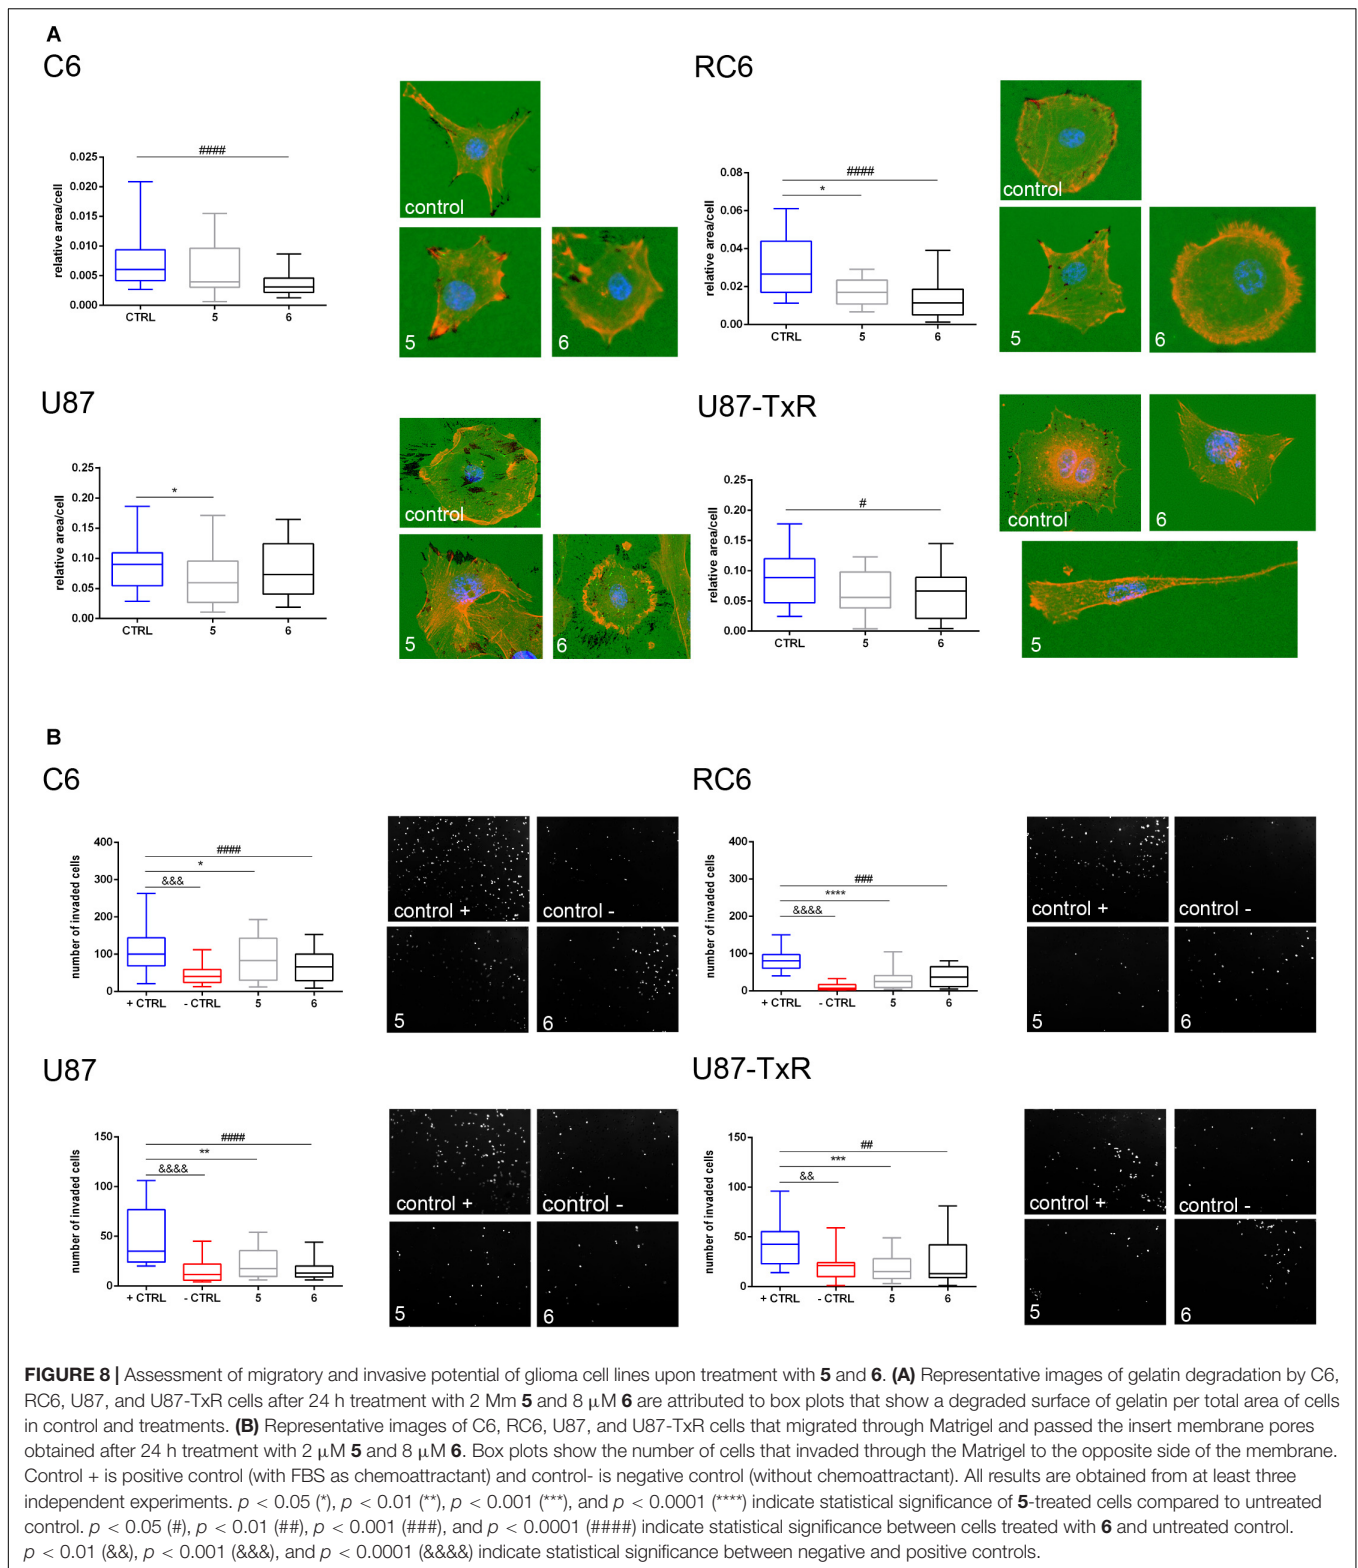 A
C6
RC6
####
0.025
0.020
0.015
0.010
0.005
0.000
relative area/cell
CTRL
5
6
control
5
6
####
*
0.08
0.06
0.04
0.02
0.00
relative area/cell
CTRL
5
6
control
5
6
U87
U87-TxR
*
0.25
0.20
0.15
0.10
0.05
0.00
relative area/cell
CTRL
5
6
control
5
6
#
0.25
0.20
0.15
0.10
0.05
0.00
relative area/cell
CTRL
5
6
control
6
5
B
C6
RC6
####
*
&&&
400
300
200
100
0
number of invaded cells
+ CTRL
- CTRL
5
6
control +
control -
5
6
###
****
&&&&
400
300
200
100
0
number of invaded cells
+ CTRL
- CTRL
5
6
control +
control -
5
6
U87
U87-TxR
####
**
&&&&
150
100
50
0
number of invaded cells
+ CTRL
- CTRL
5
6
control +
control -
5
6
##
***
&&
150
100
50
0
number of invaded cells
+ CTRL
- CTRL
5
6
control +
control -
5
6
FIGURE 8 | Assessment of migratory and invasive potential of glioma cell lines upon treatment with 5 and 6. (A) Representative images of gelatin degradation by C6,
RC6, U87, and U87-TxR cells after 24 h treatment with 2 Mm 5 and 8 μM 6 are attributed to box plots that show a degraded surface of gelatin per total area of cells
in control and treatments. (B) Representative images of C6, RC6, U87, and U87-TxR cells that migrated through Matrigel and passed the insert membrane pores
obtained after 24 h treatment with 2 μM 5 and 8 μM 6. Box plots show the number of cells that invaded through the Matrigel to the opposite side of the membrane.
Control + is positive control (with FBS as chemoattractant) and control- is negative control (without chemoattractant). All results are obtained from at least three
independent experiments. p < 0.05 (*), p < 0.01 (**), p < 0.001 (***), and p < 0.0001 (****) indicate statistical significance of 5-treated cells compared to untreated
control. p < 0.05 (#), p < 0.01 (##), p < 0.001 (###), and p < 0.0001 (####) indicate statistical significance between cells treated with 6 and untreated control.
p < 0.01 (&&), p < 0.001 (&&&), and p < 0.0001 (&&&&) indicate statistical significance between negative and positive controls.